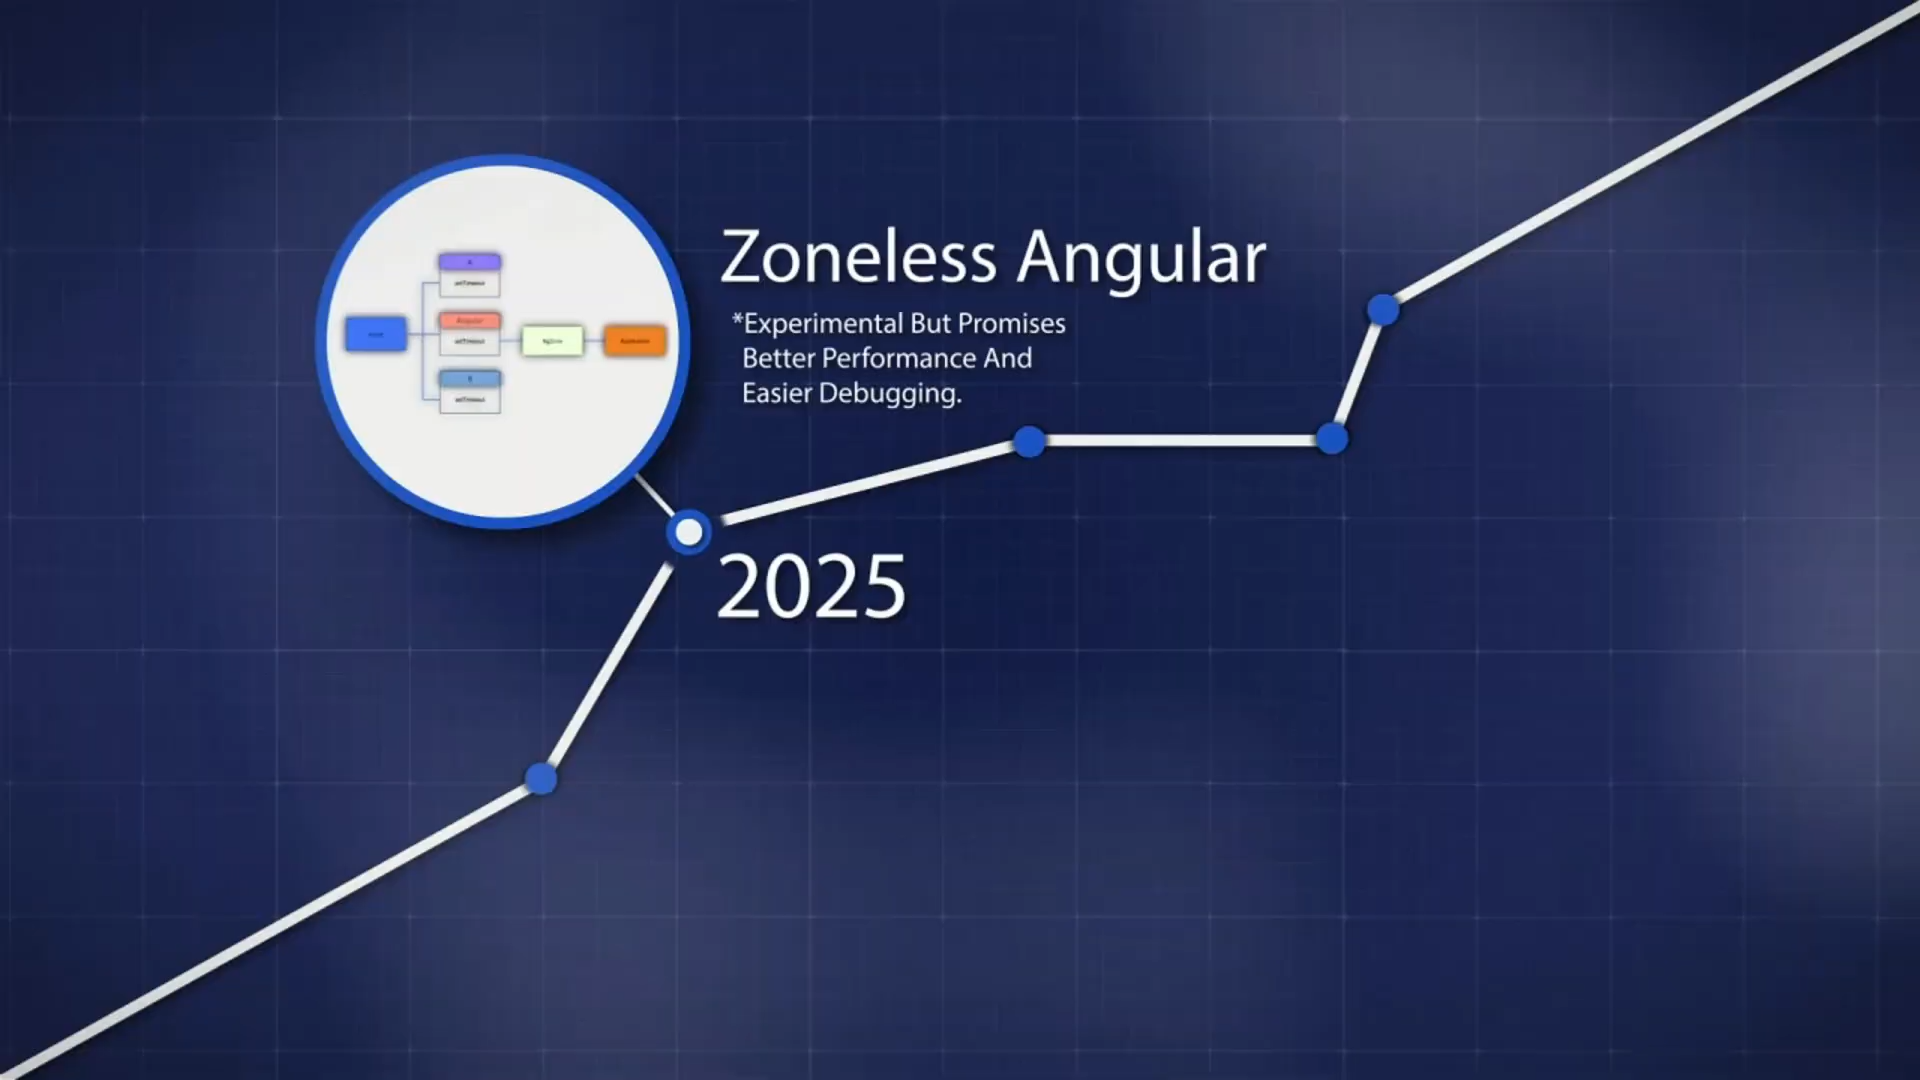 Zoneless Angular
*Experimental But Promises
Better Performance And
Easier Debugging.
2025